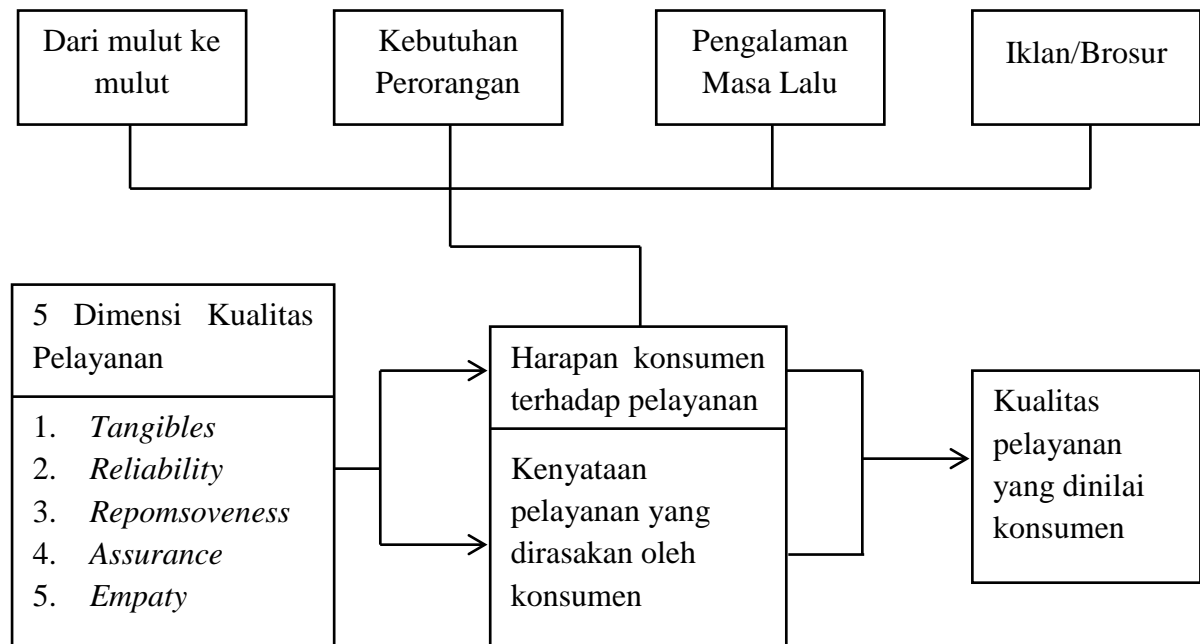 Dari mulut ke
mulut
Kebutuhan
Perorangan
Pengalaman
Masa Lalu
Iklan/Brosur
5 Dimensi Kualitas
Pelayanan
1. Tangibles
2. Reliability
3. Repomsoveness
4. Assurance
5. Empaty
Harapan konsumen
terhadap pelayanan
Kenyataan
pelayanan yang
dirasakan oleh
konsumen
Kualitas
pelayanan
yang dinilai
konsumen